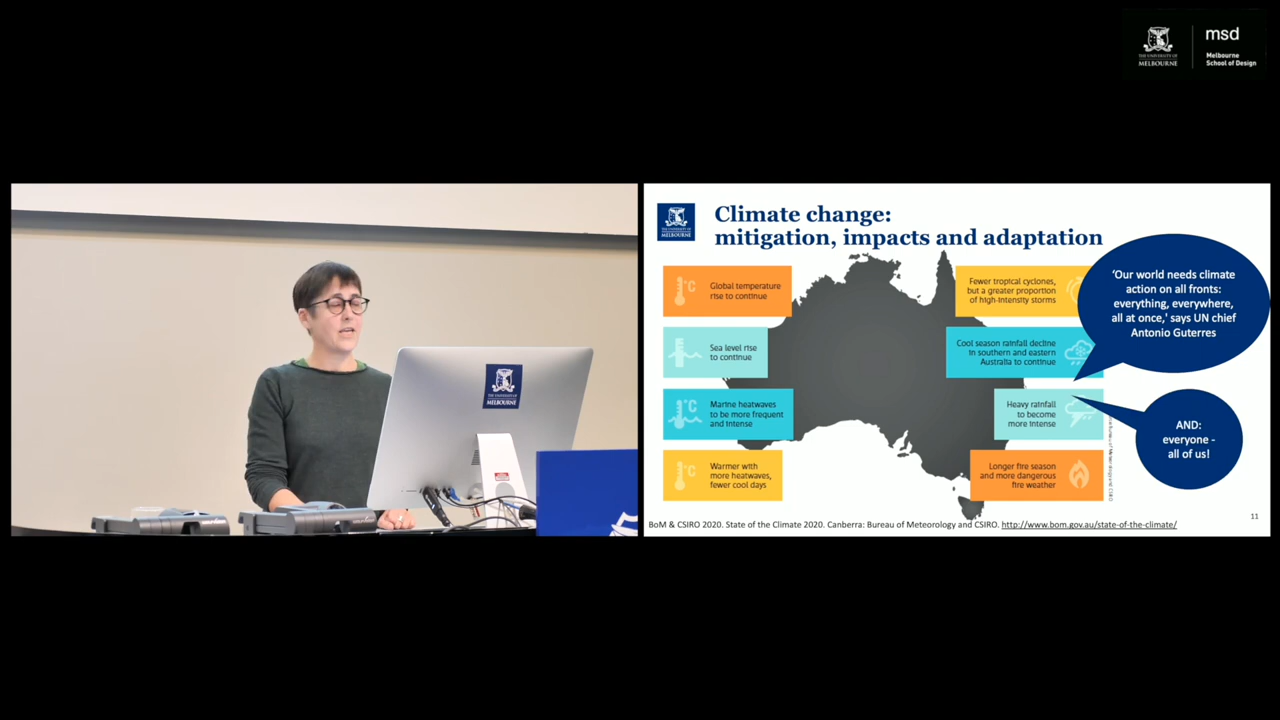 THE UNIVERSITY OF
MELBOURNE
msd
Melbourne
School of Design
THE UNIVERSITY OF
MELBOURNE
Climate change:
mitigation, impacts and adaptation
°C
Global temperature
rise to continue
Sea level rise
to continue
°C
Marine heatwaves
to be more frequent
and intense
°C
Warmer with
more heatwaves,
fewer cool days
Fewer tropical cyclones,
but a greater proportion
of high-intensity storms
Cool season rainfall decline
in southern and eastern
Australia to continue
Heavy rainfall
to become
more intense
Longer fire season
and more dangerous
fire weather
‘Our world needs climate
action on all fronts:
everything, everywhere,
all at once,' says UN chief
Antonio Guterres
AND:
everyone -
all of us!
BoM & CSIRO 2020. State of the Climate 2020. Canberra: Bureau of Meteorology and CSIRO. http://www.bom.gov.au/state-of-the-climate/
11
THE UNIVERSITY OF
MELBOURNE